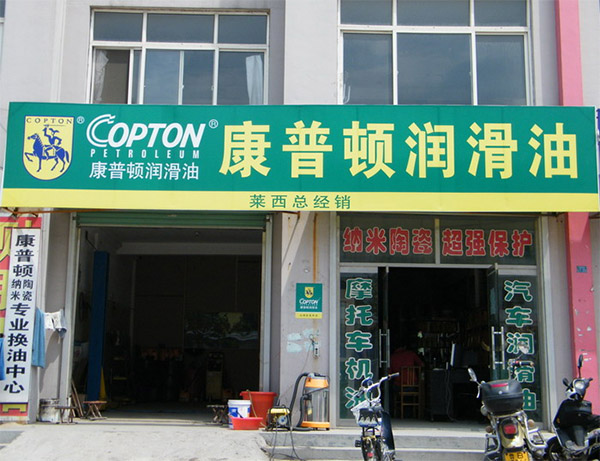 COPTON
®
COPTON®
PETROLEUM
康普顿润滑油
康普顿润滑油
莱西总经销
康普顿
纳米陶瓷
专业换油中心
纳米陶瓷 超强保护
摩托车机油
汽车润滑油
COPTON